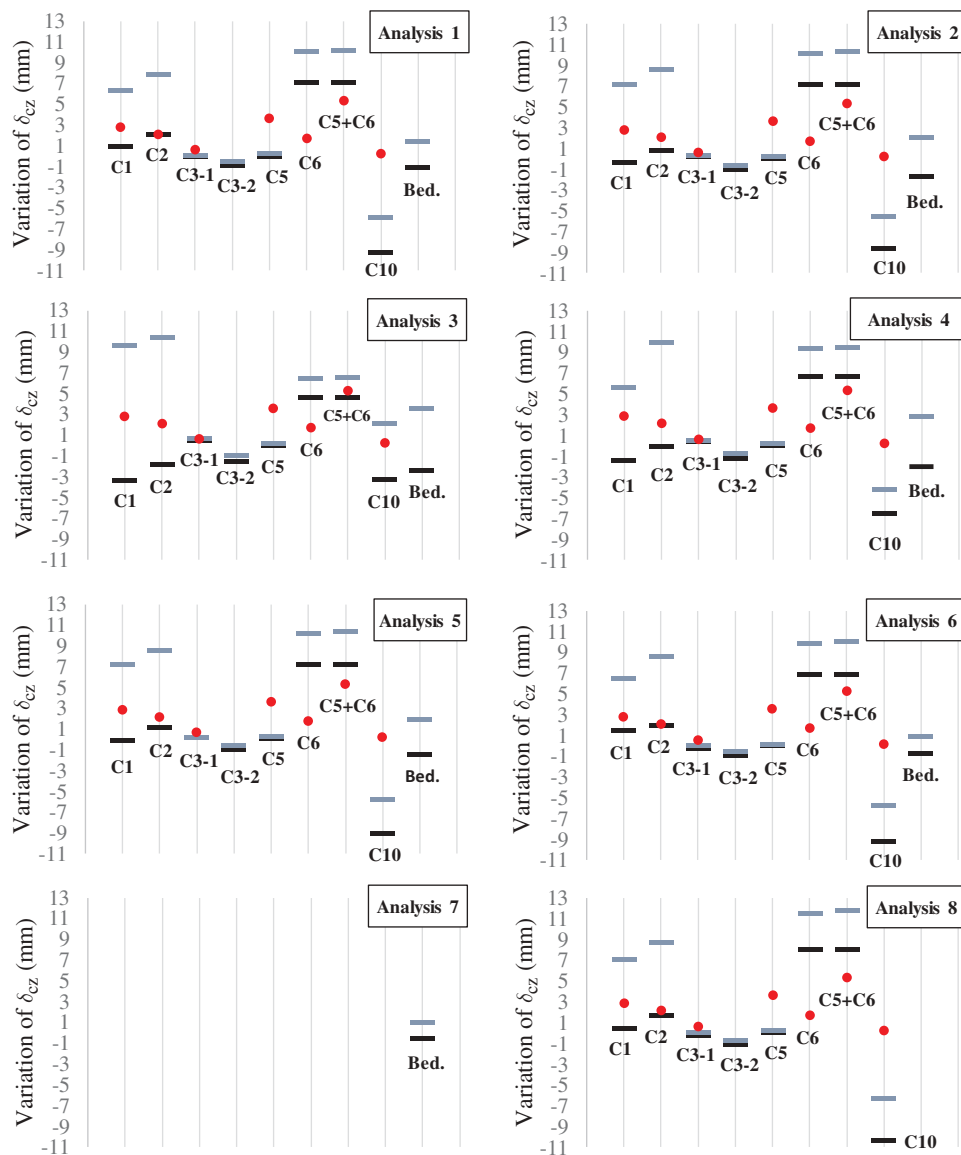 Analysis 1
Variation of δcz (mm)
13
11
9
7
5
3
1
-1
-3
-5
-7
-9
-11
C1
C2
C3-1
C3-2
C5
C6
C5+C6
C10
Bed.
Analysis 2
Variation of δcz (mm)
13
11
9
7
5
3
1
-1
-3
-5
-7
-9
-11
C1
C2
C3-1
C3-2
C5
C6
C5+C6
C10
Bed.
Analysis 3
Variation of δcz (mm)
13
11
9
7
5
3
1
-1
-3
-5
-7
-9
-11
C1
C2
C3-1
C3-2
C5
C6
C5+C6
C10
Bed.
Analysis 4
Variation of δcz (mm)
13
11
9
7
5
3
1
-1
-3
-5
-7
-9
-11
C1
C2
C3-1
C3-2
C5
C6
C5+C6
C10
Bed.
Analysis 5
Variation of δcz (mm)
13
11
9
7
5
3
1
-1
-3
-5
-7
-9
-11
C1
C2
C3-1
C3-2
C5
C6
C5+C6
C10
Bed.
Analysis 6
Variation of δcz (mm)
13
11
9
7
5
3
1
-1
-3
-5
-7
-9
-11
C1
C2
C3-1
C3-2
C5
C6
C5+C6
C10
Bed.
Analysis 7
Variation of δcz (mm)
13
11
9
7
5
3
1
-1
-3
-5
-7
-9
-11
Bed.
Analysis 8
Variation of δcz (mm)
13
11
9
7
5
3
1
-1
-3
-5
-7
-9
-11
C1
C2
C3-1
C3-2
C5
C6
C5+C6
C10